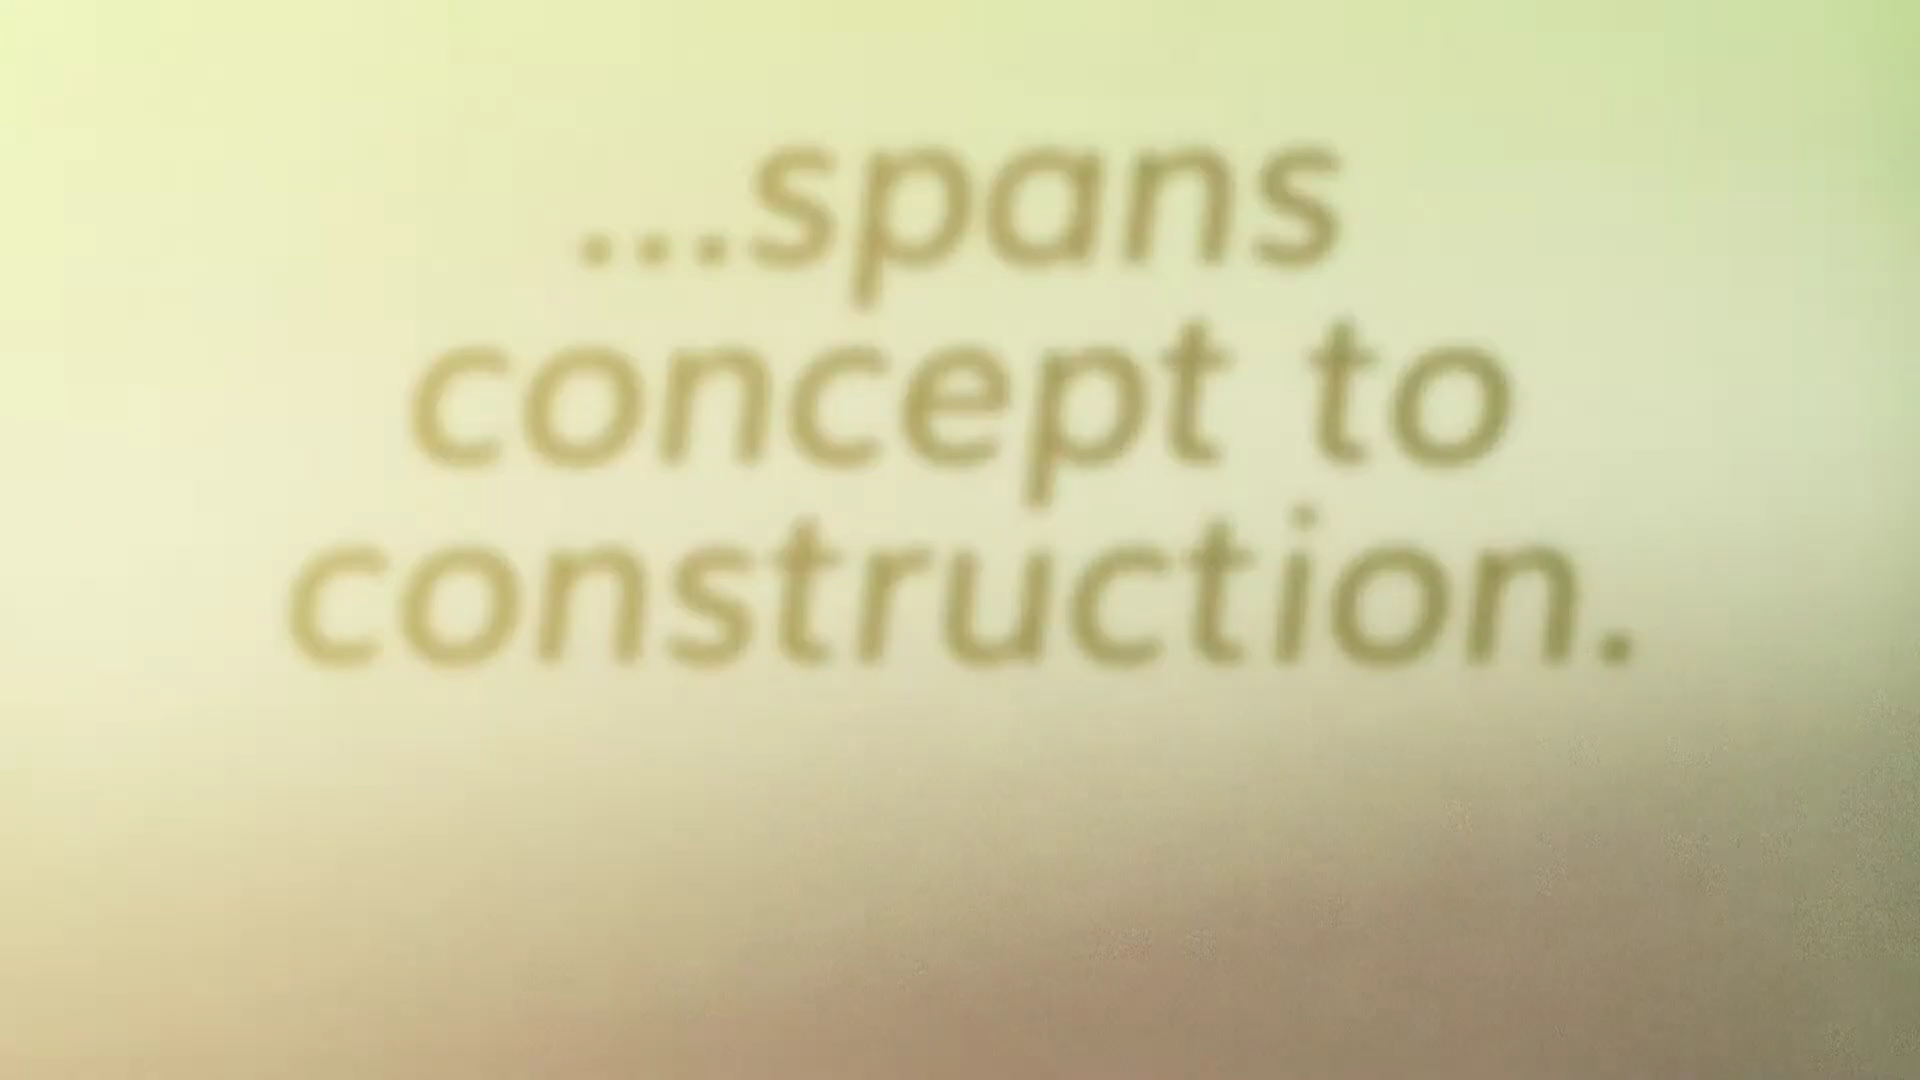 ...spans
concept to
construction.